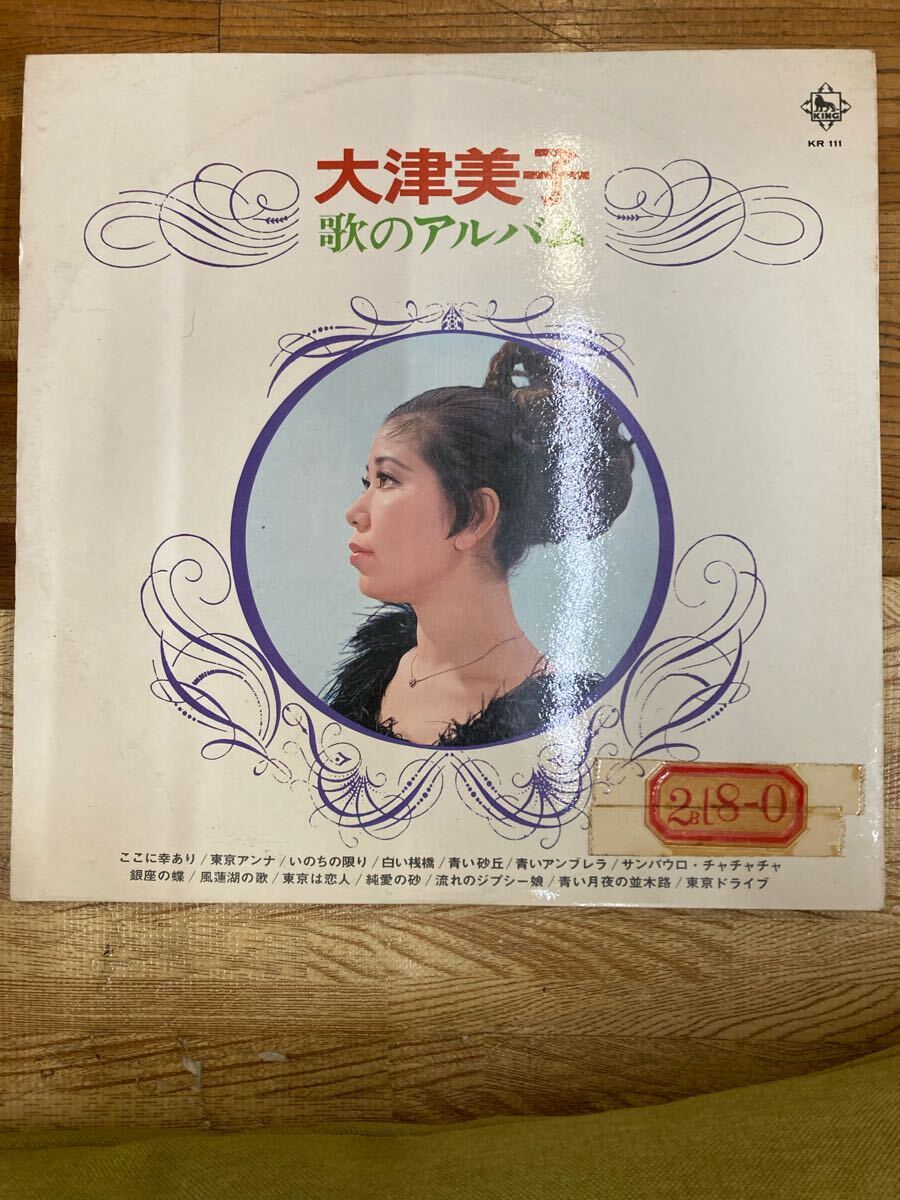 KING
KR 111
大津美子
歌のアルバム
2B18-0
ここに幸あり/東京アンナ/いのちの限り/白い桟橋/青い砂丘/青いアンブレラ/サンパウロ・チャチャチャ
銀座の蝶/風蓮湖の歌/東京は恋人/純愛の砂/流れのジプシー娘/青い月夜の並木路/東京ドライブ